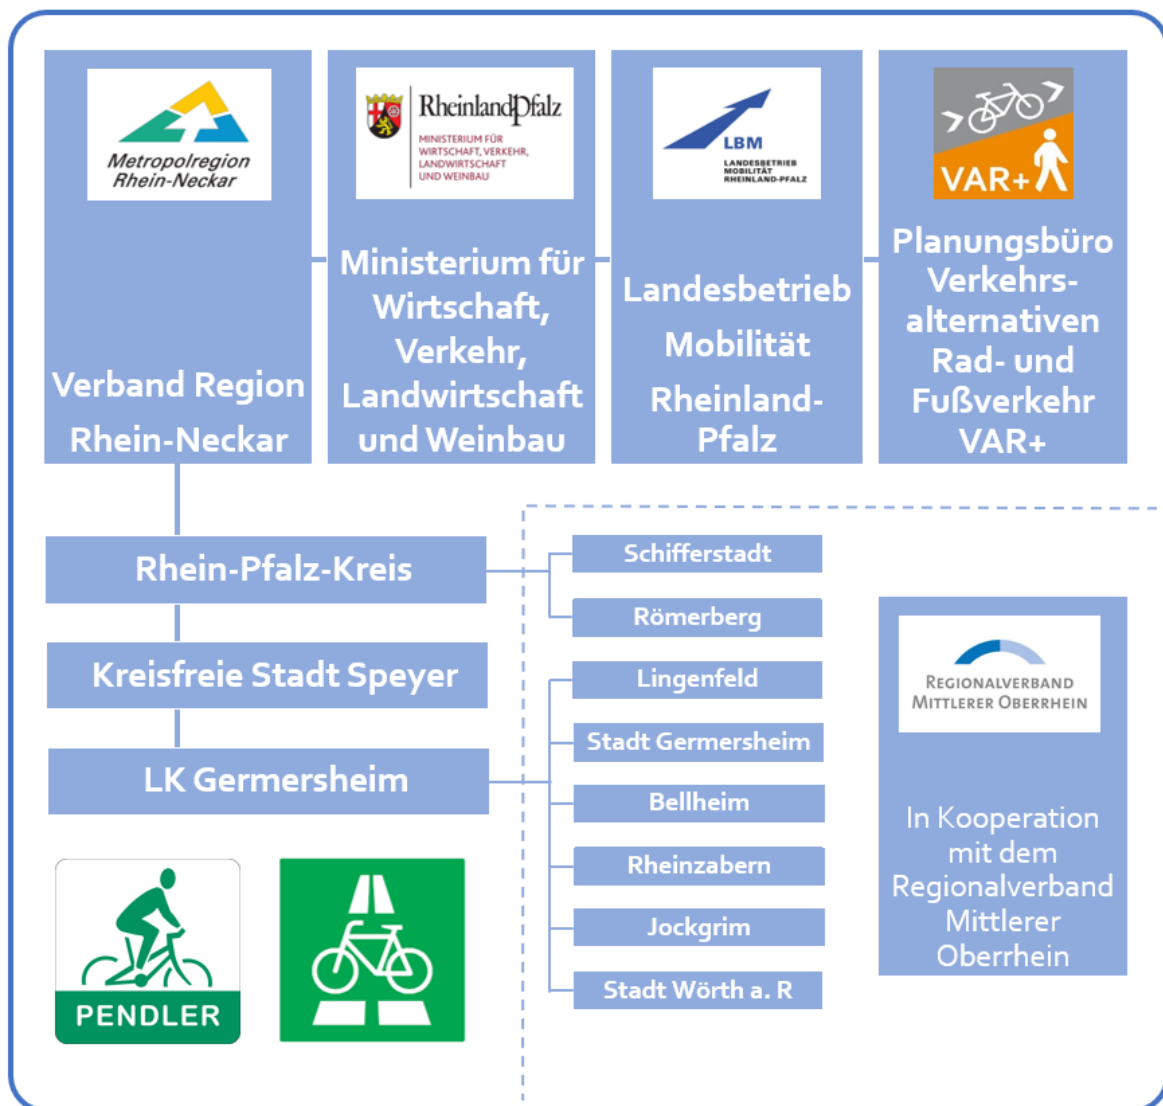 Metropolregion
Rhein-Neckar
Verband Region
Rhein-Neckar
RheinlandPfalz
MINISTERIUM FÜR
WIRTSCHAFT, VERKEHR,
LANDWIRTSCHAFT
UND WEINBAU
Ministerium für
Wirtschaft,
Verkehr,
Landwirtschaft
und Weinbau
LBM
LANDESBETRIEB
MOBILITÄT
RHEINLAND-PFALZ
Landesbetrieb
Mobilität
Rheinland-
Pfalz
VAR+
Planungsbüro
Verkehrs-
alternativen
Rad- und
Fußverkehr
VAR+
Rhein-Pfalz-Kreis
Kreisfreie Stadt Speyer
LK Germersheim
Schifferstadt
Römerberg
Lingenfeld
Stadt Germersheim
Bellheim
Rheinzabern
Jockgrim
Stadt Wörth a. R
REGIONALVERBAND
MITTLERER OBERRHEIN
In Kooperation
mit dem
Regionalverband
Mittlerer
Oberrhein
PENDLER